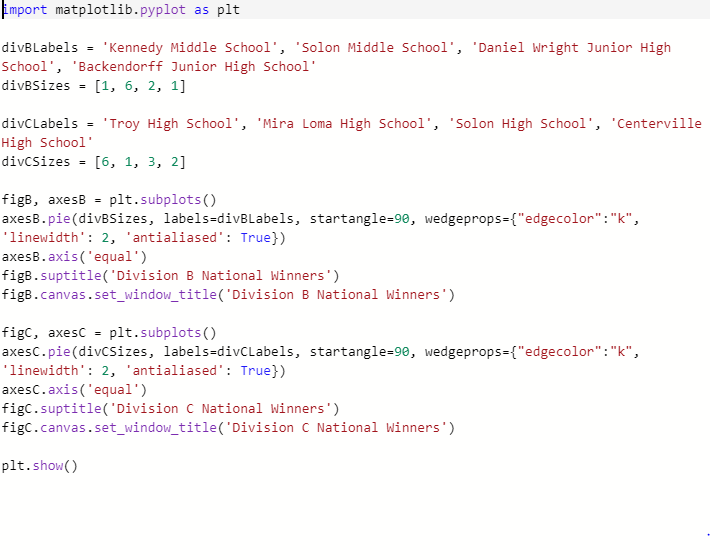 import matplotlib.pyplot as plt
divBLabels = 'Kennedy Middle School', 'Solon Middle School', 'Daniel Wright Junior High
School', 'Backendorff Junior High School'
divBSizes = [1, 6, 2, 1]
divCLabels = 'Troy High School', 'Mira Loma High School', 'Solon High School', 'Centerville
High School'
divCSizes = [6, 1, 3, 2]
figB, axesB = plt.subplots()
axesB.pie(divBSizes, labels=divBLabels, startangle=90, wedgeprops={"edgecolor":"k",
'linewidth': 2, 'antialiased': True})
axesB.axis('equal')
figB.suptitle('Division B National Winners')
figB.canvas.set_window_title('Division B National Winners')
figC, axesC = plt.subplots()
axesC.pie(divCSizes, labels=divCLabels, startangle=90, wedgeprops={"edgecolor":"k",
'linewidth': 2, 'antialiased': True})
axesC.axis('equal')
figC.suptitle('Division C National Winners')
figC.canvas.set_window_title('Division C National Winners')
plt.show()